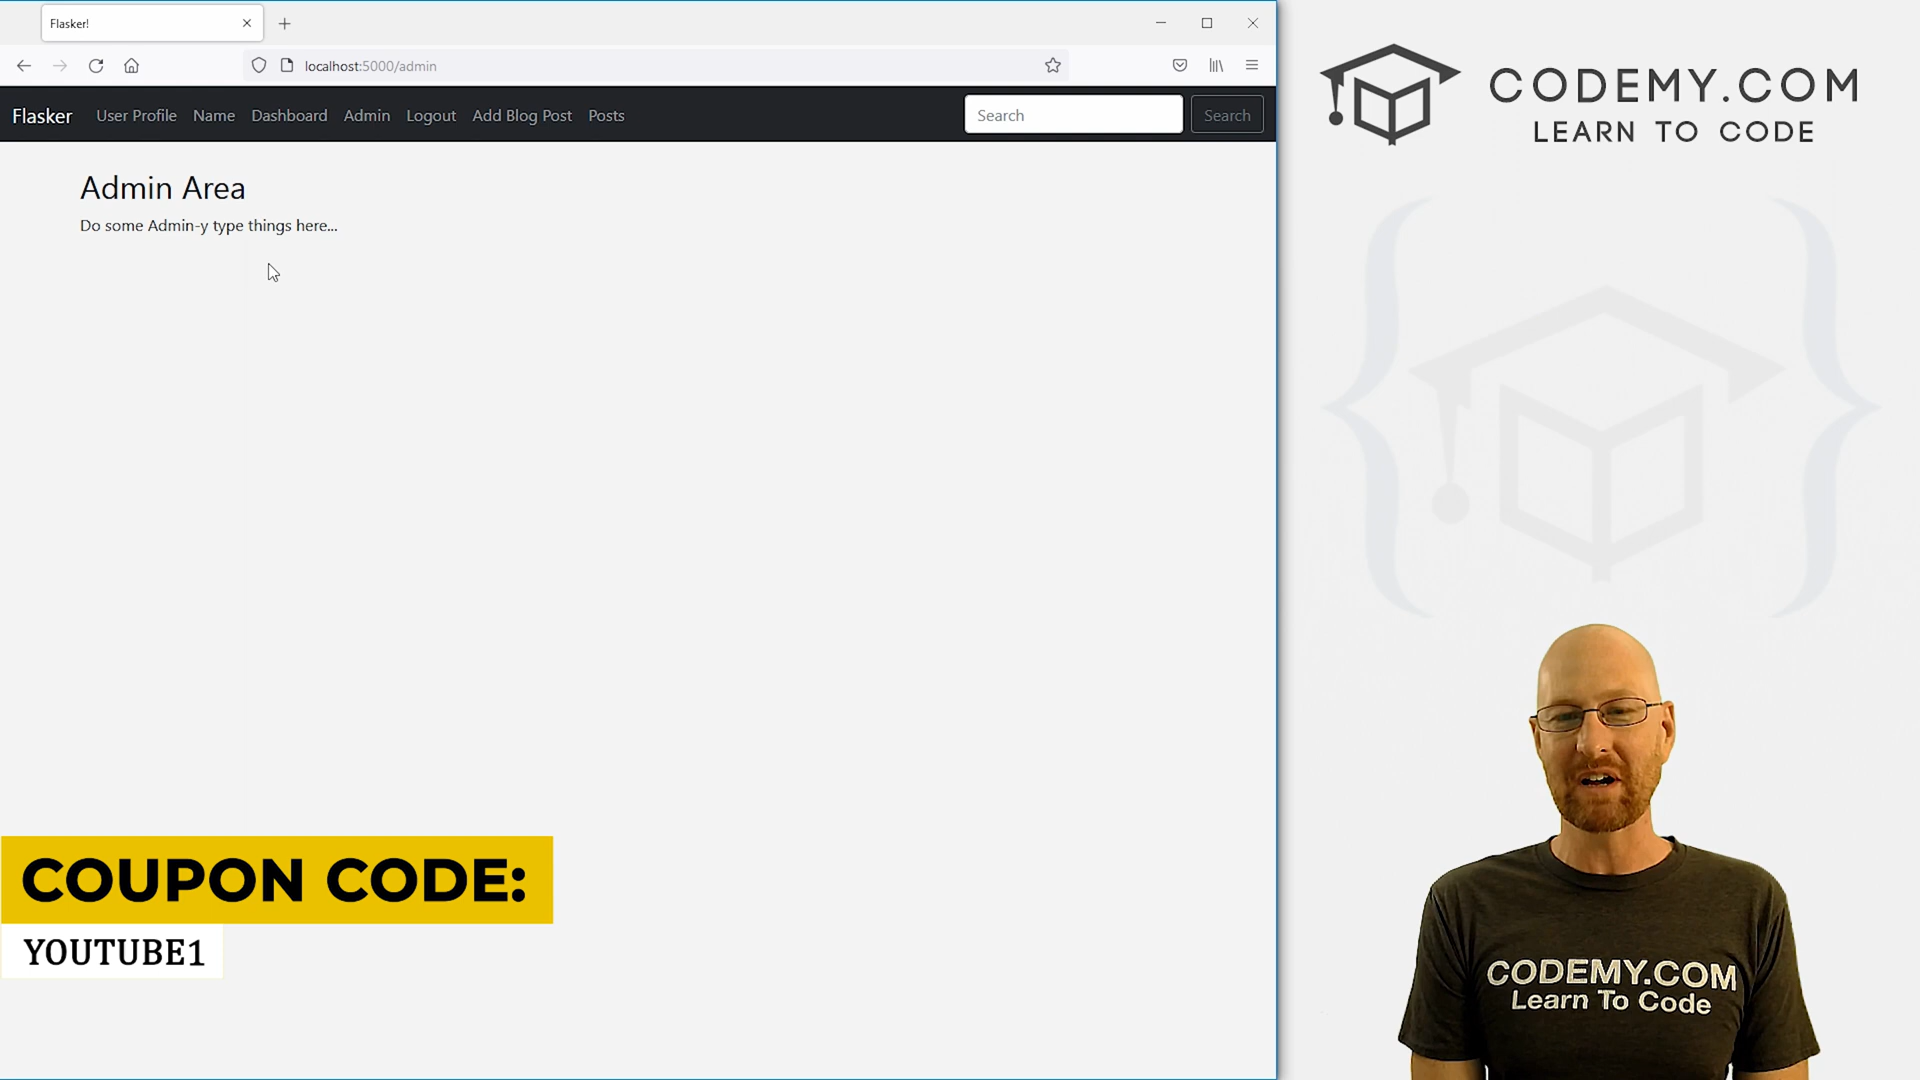 Flasker!
localhost:5000/admin
Flasker User Profile Name Dashboard Admin Logout Add Blog Post Posts Search Search
Admin Area
Do some Admin-y type things here...
COUPON CODE:
YOUTUBE1
CODEMY.COM
LEARN TO CODE
CODEMY.COM
Learn To Code